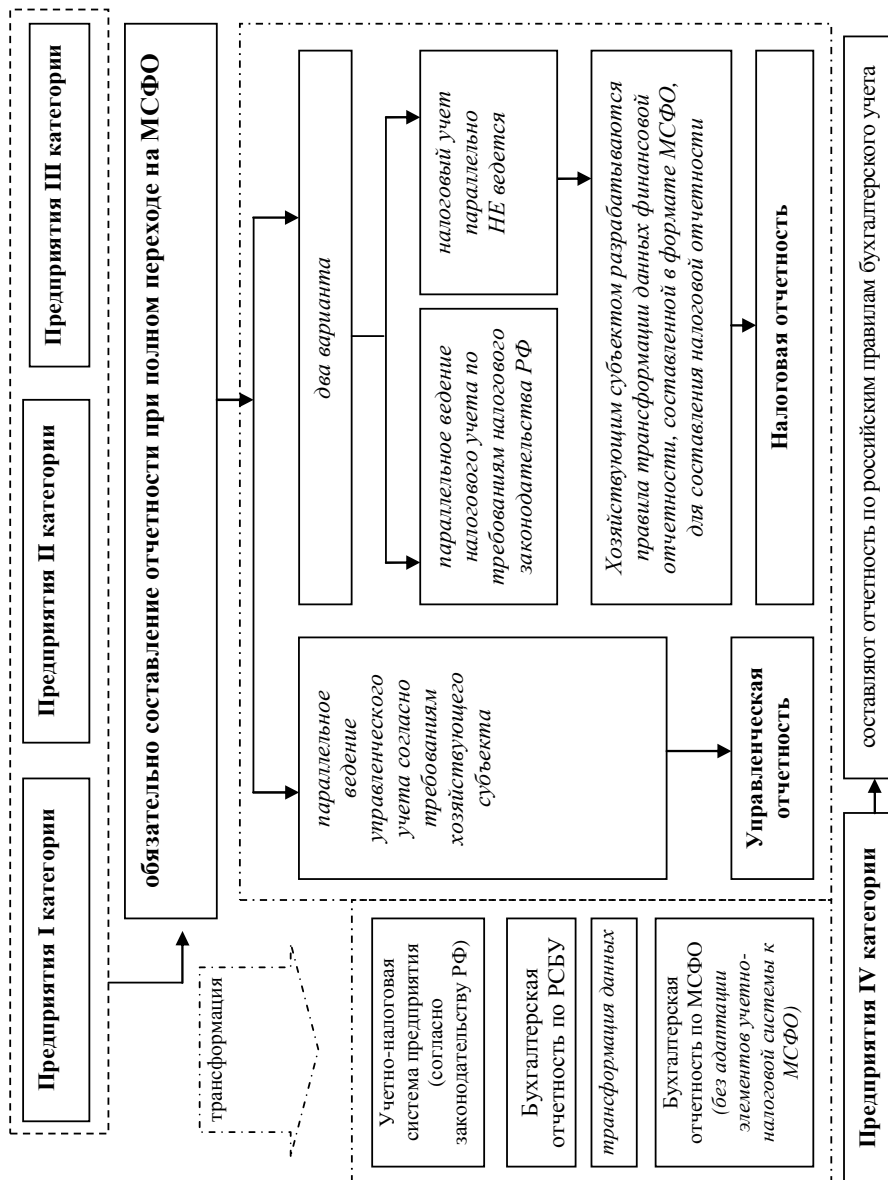 Предприятия I категории
Предприятия II категории
Предприятия III категории
обязательно составление отчетности при полном переходе на МСФО
трансформация
Учетно-налоговая
система предприятия
(согласно
законодательству РФ)
Бухгалтерская
отчетность по РСБУ
трансформация данных
Бухгалтерская
отчетность по МСФО
(без адаптации
элементов учетно-
налоговой системы к
МСФО)
параллельное
ведение
управленческого
учета согласно
требованиям
хозяйствующего
субъекта
Управленческая
отчетность
два варианта
параллельное ведение
налогового учета по
требованиям налогового
законодательства РФ
налоговый учет
параллельно
НЕ ведется
Хозяйствующим субъектом разрабатываются
правила трансформации данных финансовой
отчетности, составленной в формате МСФО,
для составления налоговой отчетности
Налоговая отчетность
Предприятия IV категории
составляют отчетность по российским правилам бухгалтерского учета